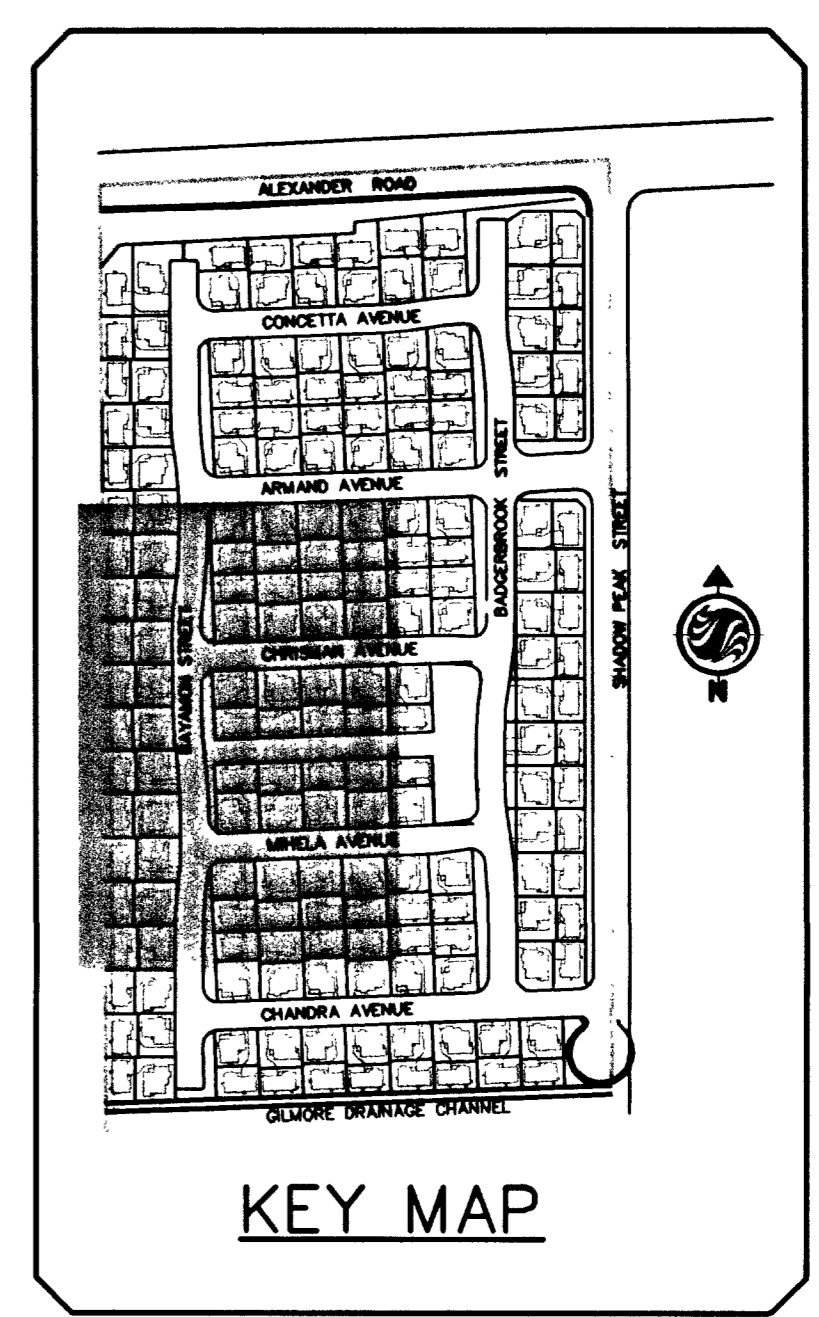 ALEXANDER ROAD
CONCETTA AVENUE
ARMAND AVENUE
BADGERBROOK STREET
SHADOW PEAK STREET
BAYAMON STREET
CHRISMAN AVENUE
N
MIHELA AVENUE
CHANDRA AVENUE
GILMORE DRAINAGE CHANNEL
KEY MAP